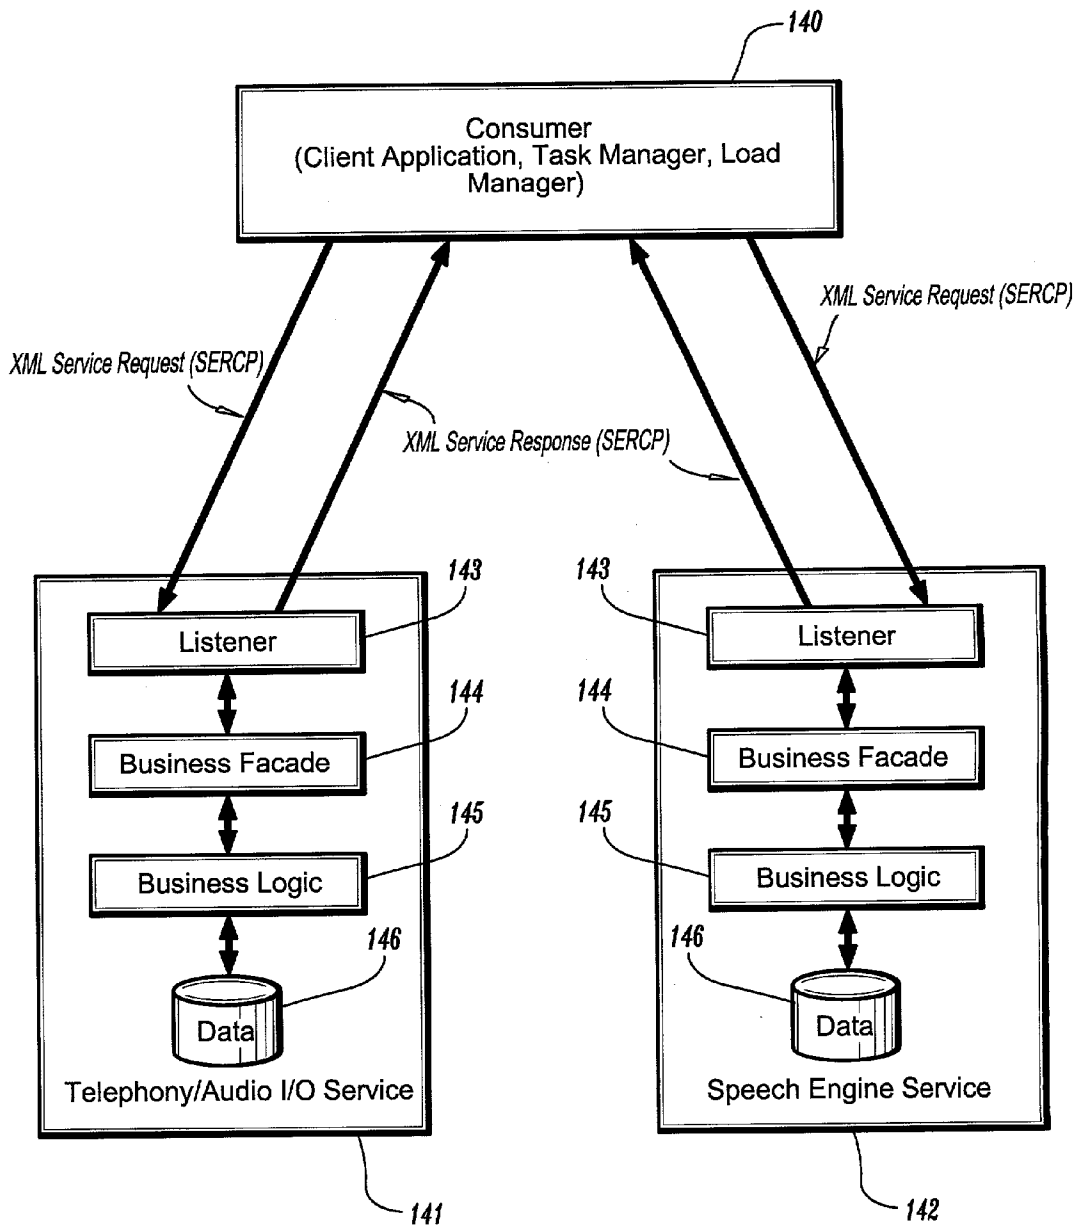 140
Consumer
(Client Application, Task Manager, Load
Manager)
XML Service Request (SERCP)
XML Service Request (SERCP)
XML Service Response (SERCP)
143
Listener
144
Business Facade
145
Business Logic
146
Data
Telephony/Audio I/O Service
141
143
Listener
144
Business Facade
145
Business Logic
146
Data
Speech Engine Service
142